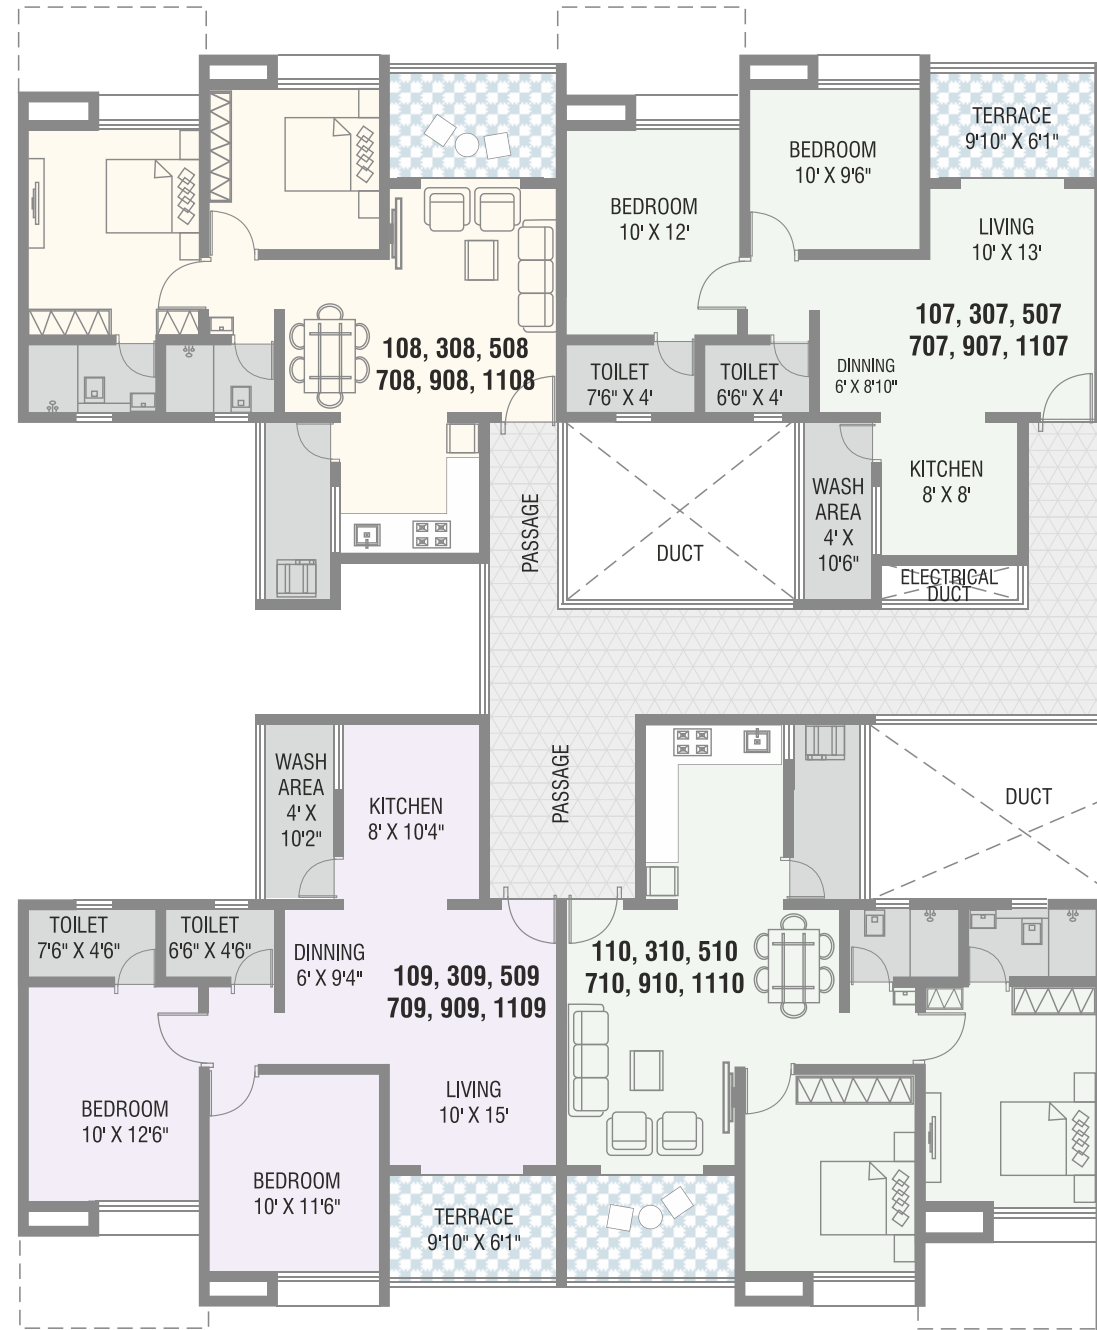 TERRACE
9'10" X 6'1"
BEDROOM
10' X 9'6"
BEDROOM
10' X 12'
LIVING
10' X 13'
107, 307, 507
707, 907, 1107
108, 308, 508
708, 908, 1108
DINNING
6' X 8'10"
TOILET
7'6" X 4'
TOILET
6'6" X 4'
KITCHEN
8' X 8'
WASH
AREA
4' X
10'6"
PASSAGE
DUCT
ELECTRICAL
DUCT
WASH
AREA
4' X
10'2"
KITCHEN
8' X 10'4"
PASSAGE
DUCT
TOILET
7'6" X 4'6"
TOILET
6'6" X 4'6"
DINNING
6' X 9'4"
109, 309, 509
709, 909, 1109
110, 310, 510
710, 910, 1110
BEDROOM
10' X 12'6"
LIVING
10' X 15'
BEDROOM
10' X 11'6"
TERRACE
9'10" X 6'1"